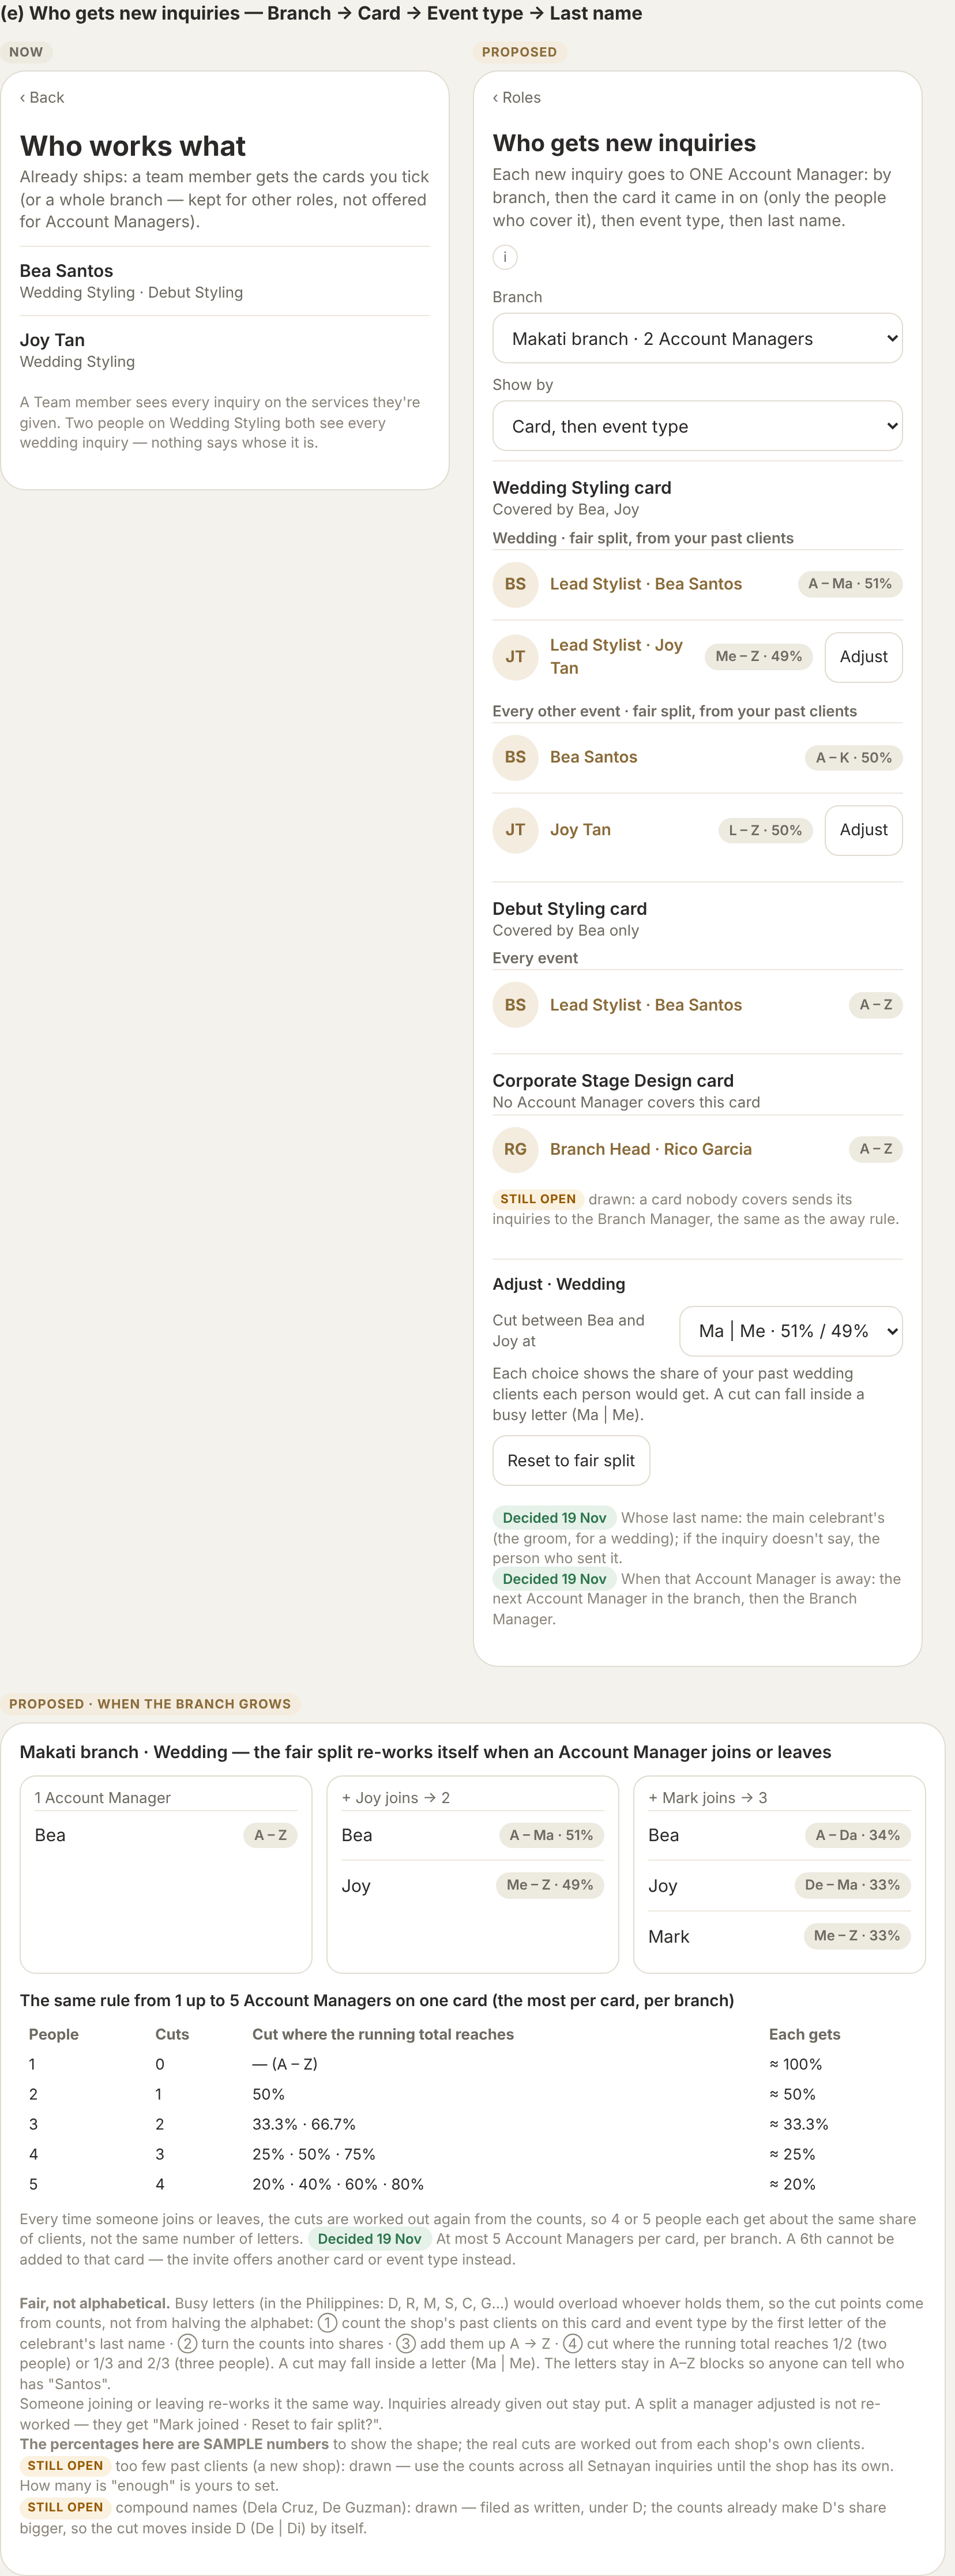 (e) Who gets new inquiries — Branch → Card → Event type → Last name
NOW
‹ Back
Who works what
Already ships: a team member gets the cards you tick
(or a whole branch — kept for other roles, not offered
for Account Managers).
Bea Santos
Wedding Styling · Debut Styling
Joy Tan
Wedding Styling
A Team member sees every inquiry on the services they're
given. Two people on Wedding Styling both see every
wedding inquiry — nothing says whose it is.
PROPOSED
‹ Roles
Who gets new inquiries
Each new inquiry goes to ONE Account Manager: by
branch, then the card it came in on (only the people
who cover it), then event type, then last name.
i
Branch
Makati branch · 2 Account Managers
Show by
Card, then event type
Wedding Styling card
Covered by Bea, Joy
Wedding · fair split, from your past clients
BS Lead Stylist · Bea Santos A – Ma · 51%
JT Lead Stylist · Joy
Tan Me – Z · 49% Adjust
Every other event · fair split, from your past clients
BS Bea Santos A – K · 50%
JT Joy Tan L – Z · 50% Adjust
Debut Styling card
Covered by Bea only
Every event
BS Lead Stylist · Bea Santos A – Z
Corporate Stage Design card
No Account Manager covers this card
RG Branch Head · Rico Garcia A – Z
STILL OPEN drawn: a card nobody covers sends its
inquiries to the Branch Manager, the same as the away rule.
Adjust · Wedding
Cut between Bea and
Joy at
Ma | Me · 51% / 49%
Each choice shows the share of your past wedding
clients each person would get. A cut can fall inside a
busy letter (Ma | Me).
Reset to fair split
Decided 19 Nov Whose last name: the main celebrant's
(the groom, for a wedding); if the inquiry doesn't say, the
person who sent it.
Decided 19 Nov When that Account Manager is away: the
next Account Manager in the branch, then the Branch
Manager.
PROPOSED · WHEN THE BRANCH GROWS
Makati branch · Wedding — the fair split re-works itself when an Account Manager joins or leaves
1 Account Manager
Bea A – Z
+ Joy joins → 2
Bea A – Ma · 51%
Joy Me – Z · 49%
+ Mark joins → 3
Bea A – Da · 34%
Joy De – Ma · 33%
Mark Me – Z · 33%
The same rule from 1 up to 5 Account Managers on one card (the most per card, per branch)
People Cuts Cut where the running total reaches Each gets
1 0 — (A – Z) ≈ 100%
2 1 50% ≈ 50%
3 2 33.3% · 66.7% ≈ 33.3%
4 3 25% · 50% · 75% ≈ 25%
5 4 20% · 40% · 60% · 80% ≈ 20%
Every time someone joins or leaves, the cuts are worked out again from the counts, so 4 or 5 people each get about the same share
of clients, not the same number of letters. Decided 19 Nov At most 5 Account Managers per card, per branch. A 6th cannot be
added to that card — the invite offers another card or event type instead.
Fair, not alphabetical. Busy letters (in the Philippines: D, R, M, S, C, G…) would overload whoever holds them, so the cut points come
from counts, not from halving the alphabet: ① count the shop's past clients on this card and event type by the first letter of the
celebrant's last name · ② turn the counts into shares · ③ add them up A → Z · ④ cut where the running total reaches 1/2 (two
people) or 1/3 and 2/3 (three people). A cut may fall inside a letter (Ma | Me). The letters stay in A–Z blocks so anyone can tell who
has "Santos".
Someone joining or leaving re-works it the same way. Inquiries already given out stay put. A split a manager adjusted is not re-
worked — they get "Mark joined · Reset to fair split?".
The percentages here are SAMPLE numbers to show the shape; the real cuts are worked out from each shop's own clients.
STILL OPEN too few past clients (a new shop): drawn — use the counts across all Setnayan inquiries until the shop has its own.
How many is "enough" is yours to set.
STILL OPEN compound names (Dela Cruz, De Guzman): drawn — filed as written, under D; the counts already make D's share
bigger, so the cut moves inside D (De | Di) by itself.